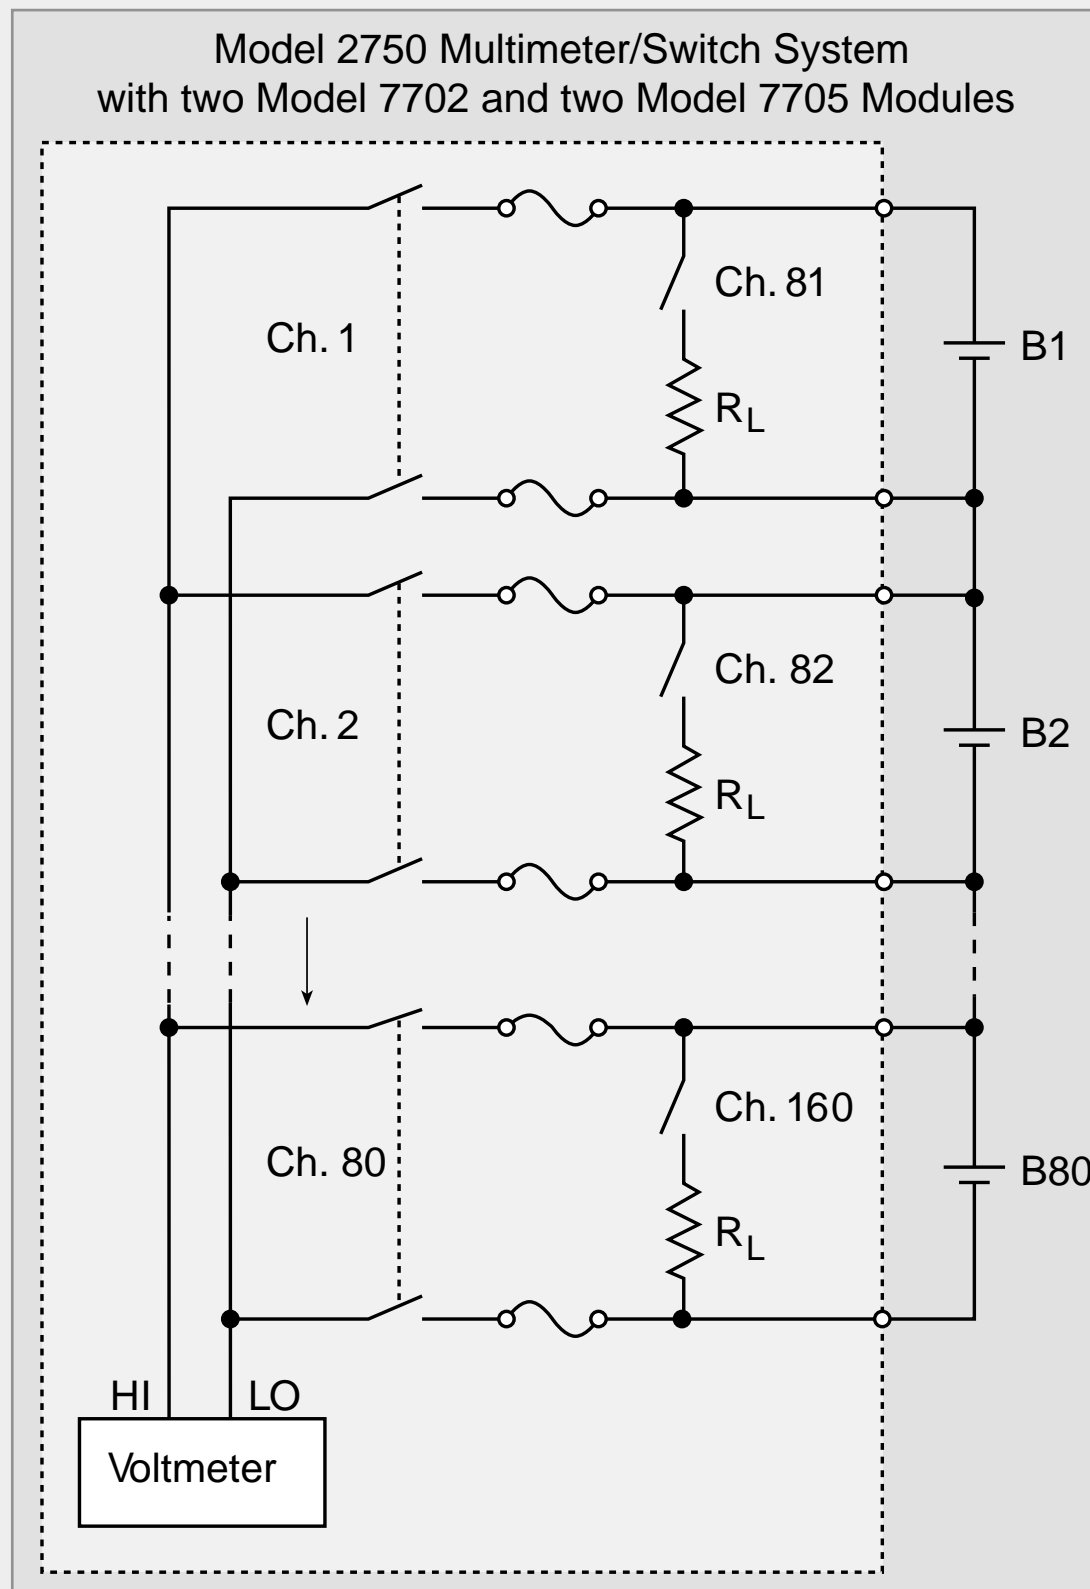 Model 2750 Multimeter/Switch System
with two Model 7702 and two Model 7705 Modules
Ch. 81
Ch. 1
B1
RL
Ch. 82
Ch. 2
B2
RL
Ch. 160
Ch. 80
B80
RL
HI LO
Voltmeter